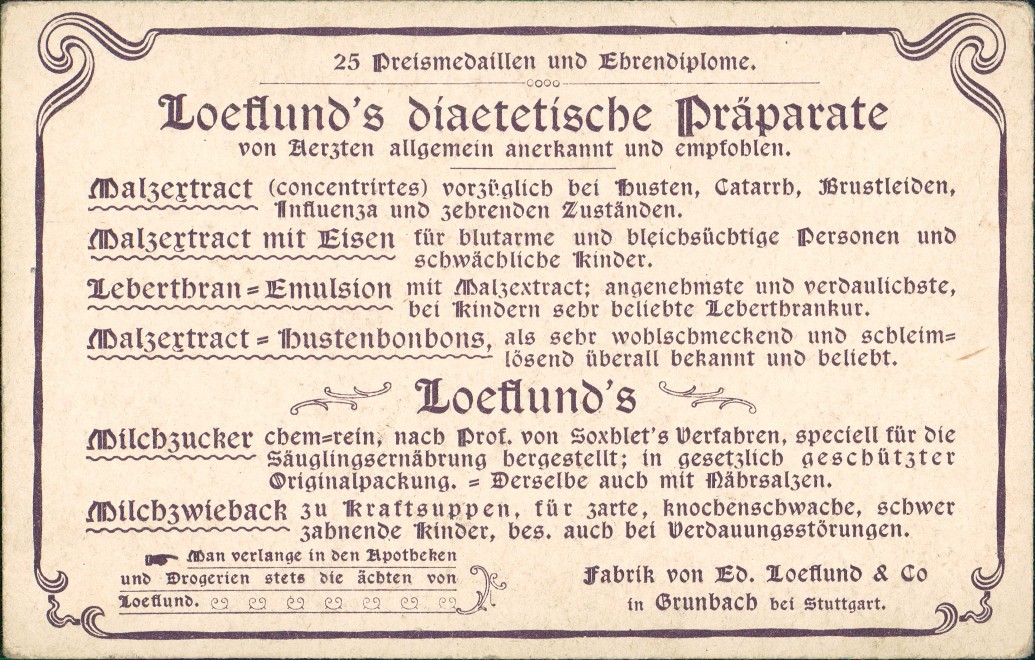 25 Preismedaillen und Ehrendiplome.
Loeflund's diaetetische Präparate
von Aerzten allgemein anerkannt und empfohlen.
Malzextract (concentrirtes) vorzüglich bei Husten, Catarrh, Brustleiden,
Influenza und zehrenden Zuständen.
Malzextract mit Eisen für blutarme und bleichsüchtige Personen und
schwächliche Kinder.
Leberthran=Emulsion mit Malzextract; angenehmste und verdaulichste,
bei Kindern sehr beliebte Leberthrankur.
Malzextract=Hustenbonbons, als sehr wohlschmeckend und schleim=
lösend überall bekannt und beliebt.
Loeflund's
Milchzucker chem=rein, nach Prof. von Soxhlet's Verfahren, speciell für die
Säuglingsernährung hergestellt; in gesetzlich geschützter
Originalpackung. = Derselbe auch mit Nährsalzen.
Milchzwieback zu Kraftsuppen, für zarte, knochenschwache, schwer
zahnende Kinder, bes. auch bei Verdauungsstörungen.
Man verlange in den Apotheken
und Drogerien stets die ächten von
Loeflund.
Fabrik von Ed. Loeflund & Co
in Grunbach bei Stuttgart.